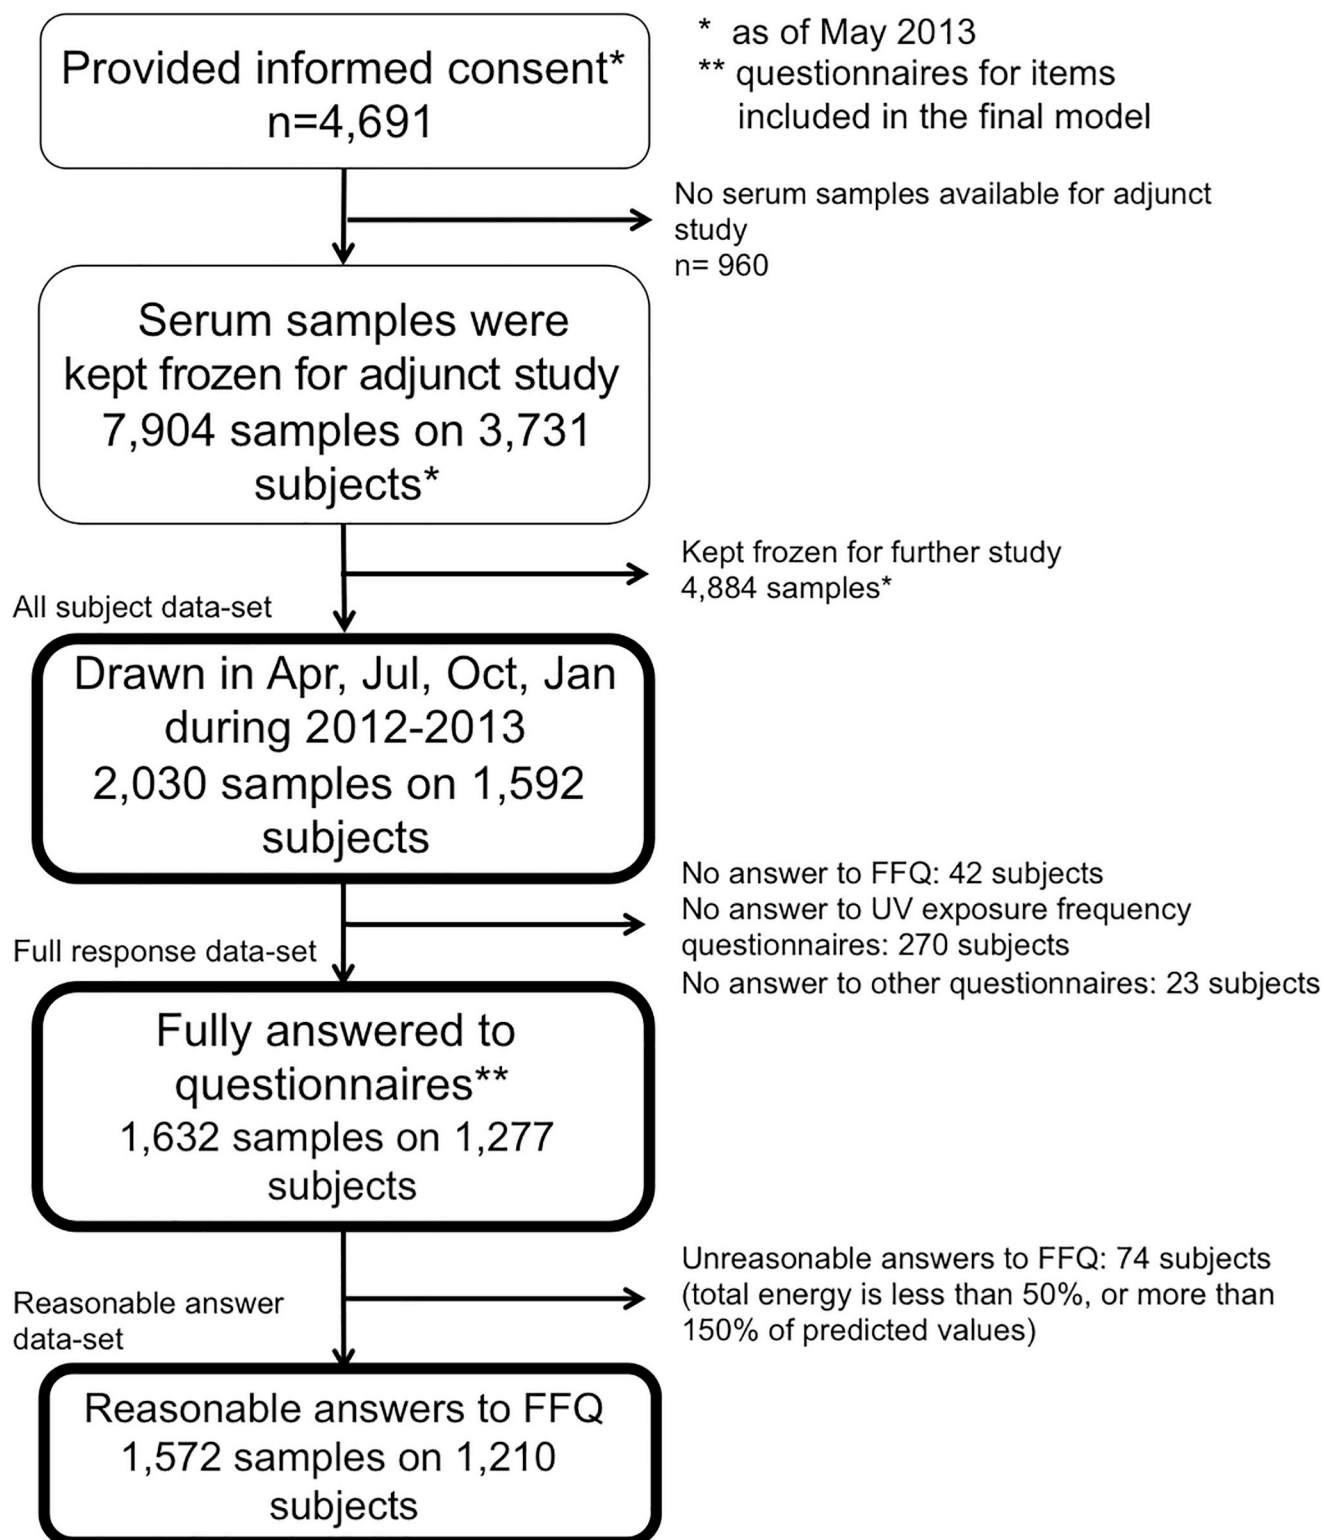 Provided informed consent*
n=4,691
* as of May 2013
** questionnaires for items
included in the final model
No serum samples available for adjunct
study
n= 960
Serum samples were
kept frozen for adjunct study
7,904 samples on 3,731
subjects*
Kept frozen for further study
4,884 samples*
All subject data-set
Drawn in Apr, Jul, Oct, Jan
during 2012-2013
2,030 samples on 1,592
subjects
No answer to FFQ: 42 subjects
No answer to UV exposure frequency
questionnaires: 270 subjects
No answer to other questionnaires: 23 subjects
Full response data-set
Fully answered to
questionnaires**
1,632 samples on 1,277
subjects
Unreasonable answers to FFQ: 74 subjects
(total energy is less than 50%, or more than
150% of predicted values)
Reasonable answer
data-set
Reasonable answers to FFQ
1,572 samples on 1,210
subjects